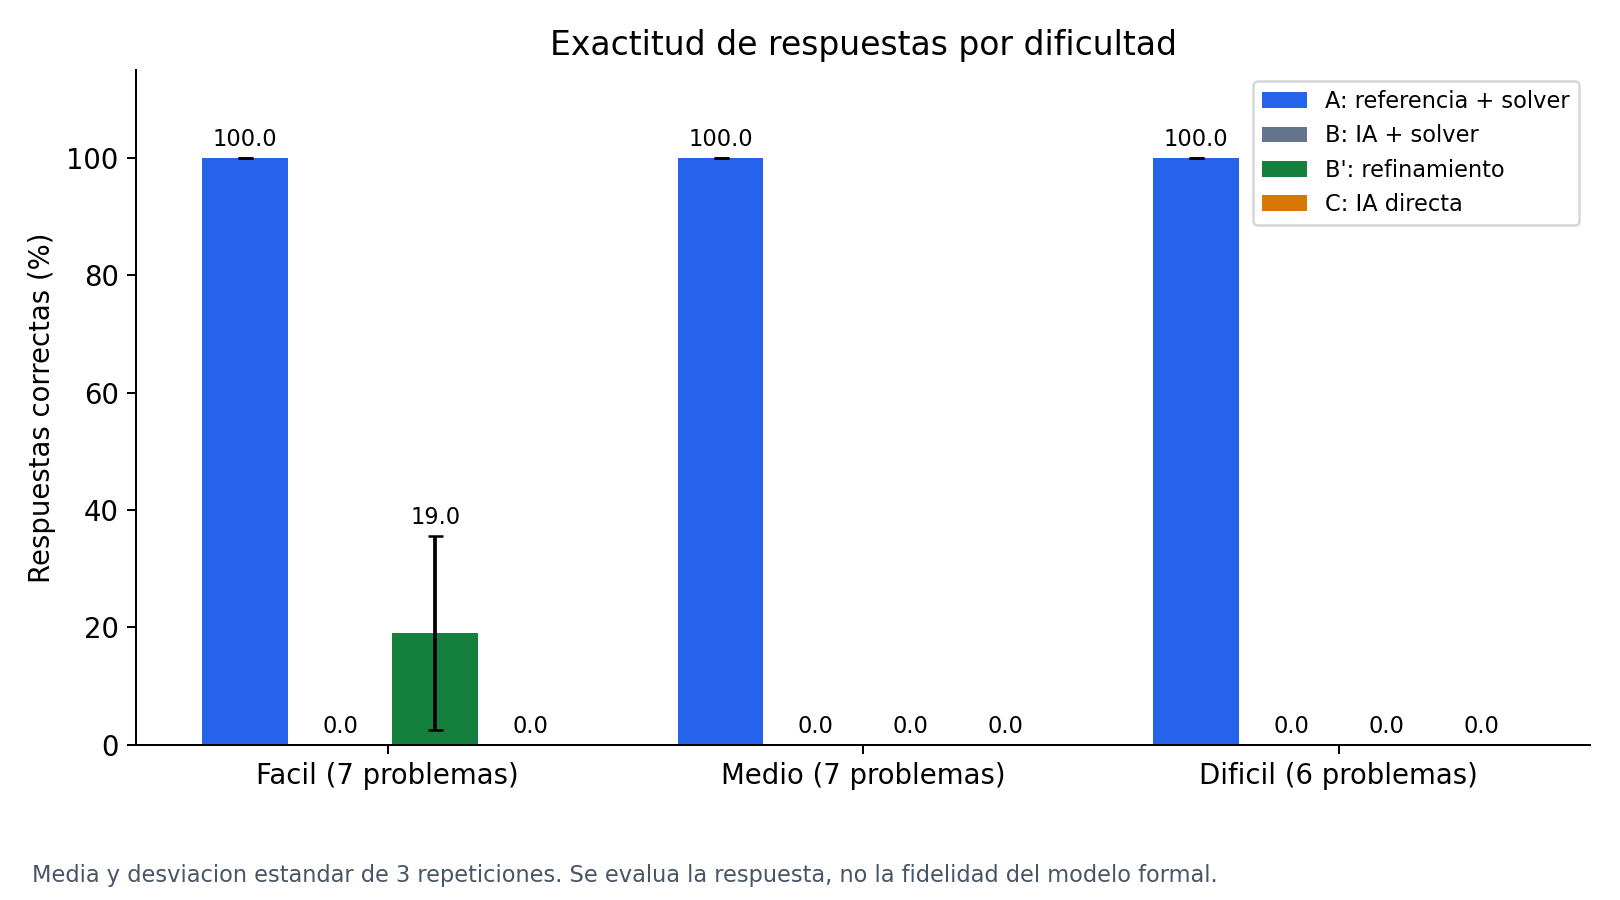 Exactitud de respuestas por dificultad
A: referencia + solver
B: IA + solver
B': refinamiento
C: IA directa
Respuestas correctas (%)
100
80
60
40
20
0
100.0
0.0
19.0
0.0
100.0
0.0
0.0
0.0
100.0
0.0
0.0
0.0
Facil (7 problemas)
Medio (7 problemas)
Dificil (6 problemas)
Media y desviacion estandar de 3 repeticiones. Se evalua la respuesta, no la fidelidad del modelo formal.